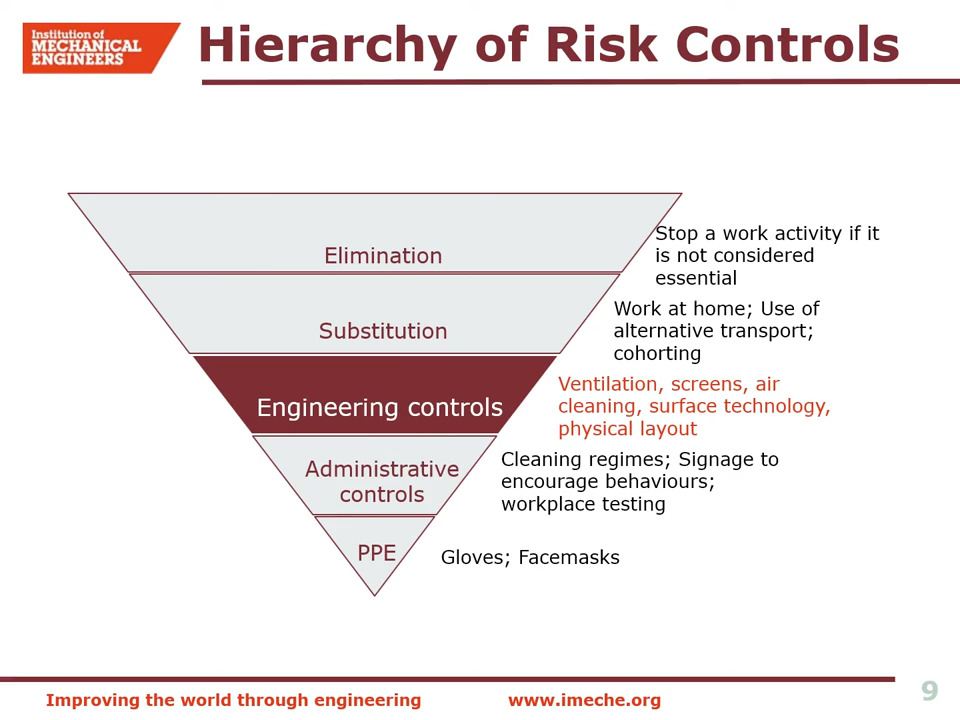 Institution of
MECHANICAL
ENGINEERS
Hierarchy of Risk Controls
Elimination
Stop a work activity if it
is not considered
essential
Substitution
Work at home; Use of
alternative transport;
cohorting
Engineering controls
Ventilation, screens, air
cleaning, surface technology,
physical layout
Administrative
controls
Cleaning regimes; Signage to
encourage behaviours;
workplace testing
PPE
Gloves; Facemasks
Improving the world through engineering
www.imeche.org
9